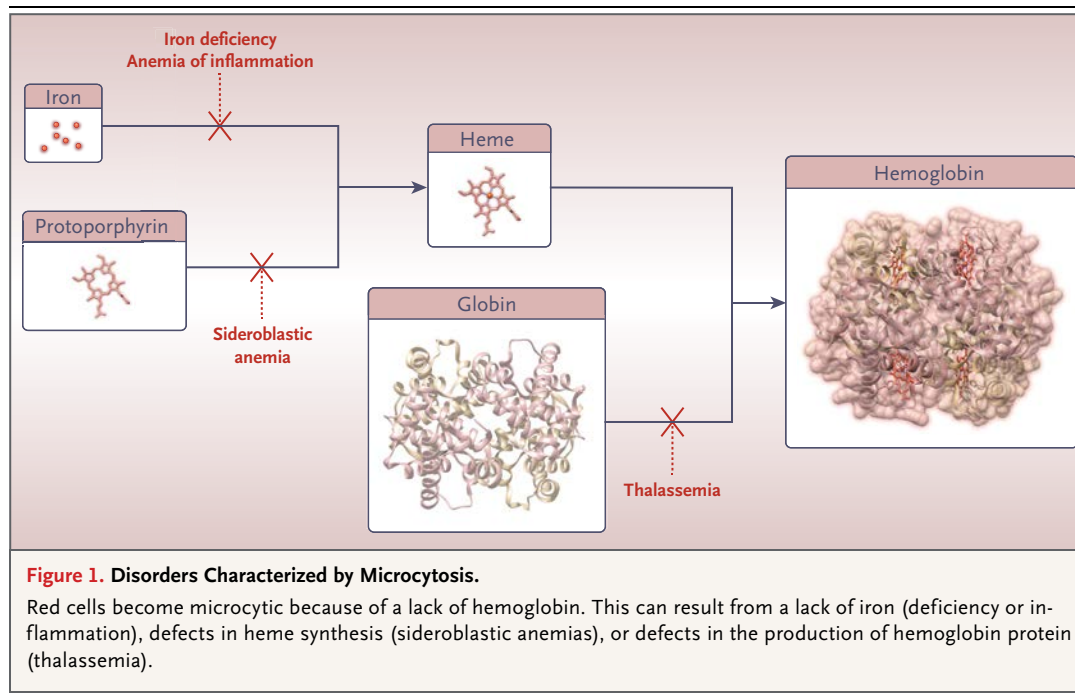 Iron deficiency
Anemia of inflammation
Iron
Heme
Hemoglobin
Protoporphyrin
Globin
Sideroblastic
anemia
Thalassemia
Figure 1. Disorders Characterized by Microcytosis.
Red cells become microcytic because of a lack of hemoglobin. This can result from a lack of iron (deficiency or in-
flammation), defects in heme synthesis (sideroblastic anemias), or defects in the production of hemoglobin protein
(thalassemia).